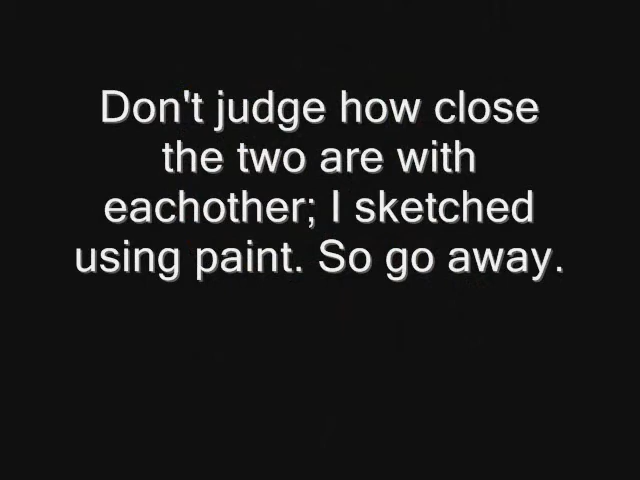 Don't judge how close
the two are with
eachother; I sketched
using paint. So go away.